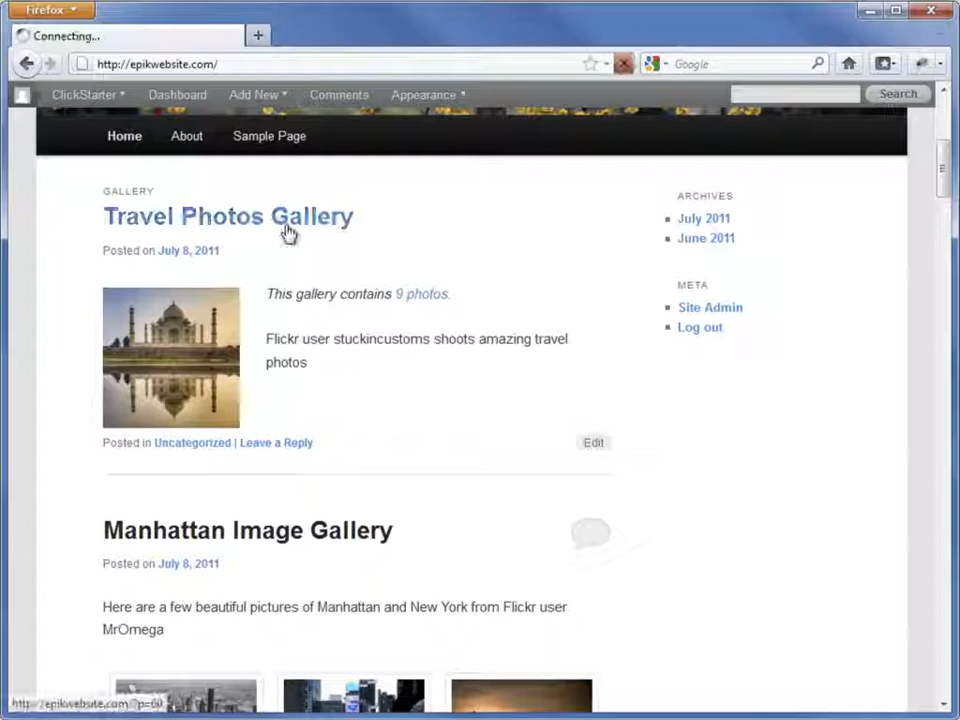 Firefox
Connecting...
http://epikwebsite.com/
Google
ClickStarter Dashboard Add New Comments Appearance Search
Home About Sample Page
GALLERY
Travel Photos Gallery
Posted on July 8, 2011
This gallery contains 9 photos.
Flickr user stuckincustoms shoots amazing travel
photos
Posted in Uncategorized | Leave a Reply
Edit
ARCHIVES
July 2011
June 2011
META
Site Admin
Log out
Manhattan Image Gallery
Posted on July 8, 2011
Here are a few beautiful pictures of Manhattan and New York from Flickr user
MrOmega